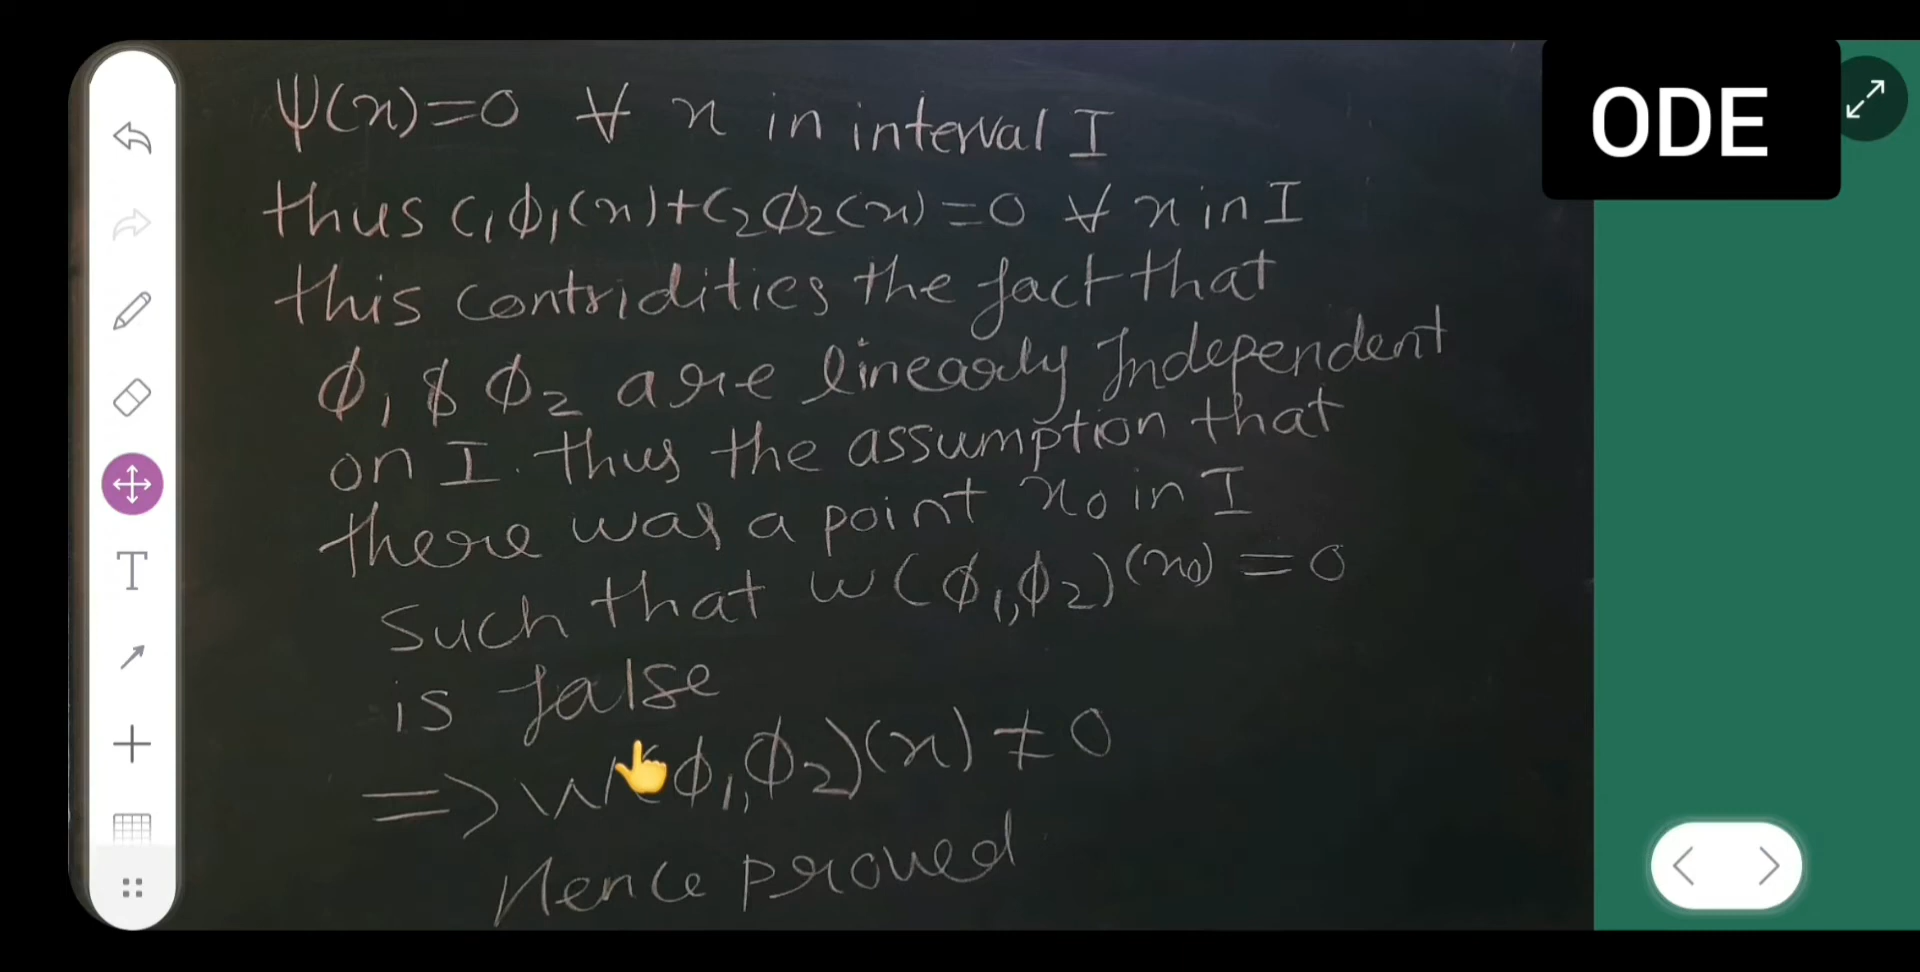 ψ(x)=0 ∀ x in interval I
ODE
thus c₁ϕ₁(x)+c₂ϕ₂(x)=0 ∀ x in I
this contridities the fact that
ϕ₁ & ϕ₂ are linearly Independent
on I. thus the assumption that
there was a point x₀ in I
such that w(ϕ₁,ϕ₂)(x₀) = 0
is false
T
=> w(ϕ₁,ϕ₂)(x) ≠ 0
Hence proved